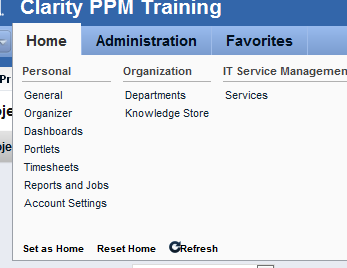 Clarity PPM Training
Home Administration Favorites
Personal Organization IT Service Managemen
General Departments Services
Organizer Knowledge Store
Dashboards
Portlets
Timesheets
Reports and Jobs
Account Settings
Set as Home Reset Home Refresh